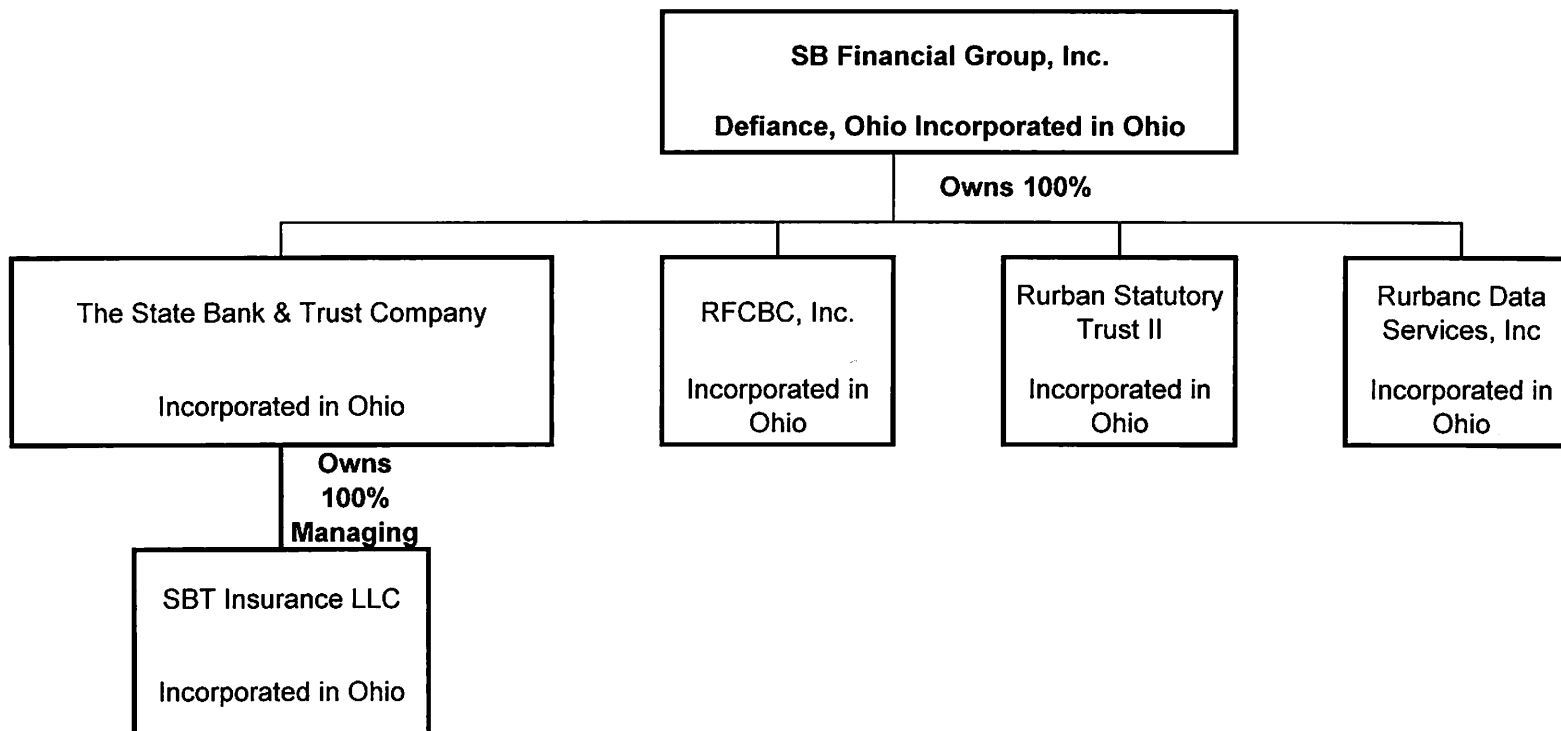 SB Financial Group, Inc.
Defiance, Ohio Incorporated in Ohio
Owns 100%
The State Bank & Trust Company
Incorporated in Ohio
RFCBC, Inc.
Incorporated in
Ohio
Rurban Statutory
Trust II
Incorporated in
Ohio
Rurbanc Data
Services, Inc
Incorporated in
Ohio
Owns
100%
Managing
SBT Insurance LLC
Incorporated in Ohio